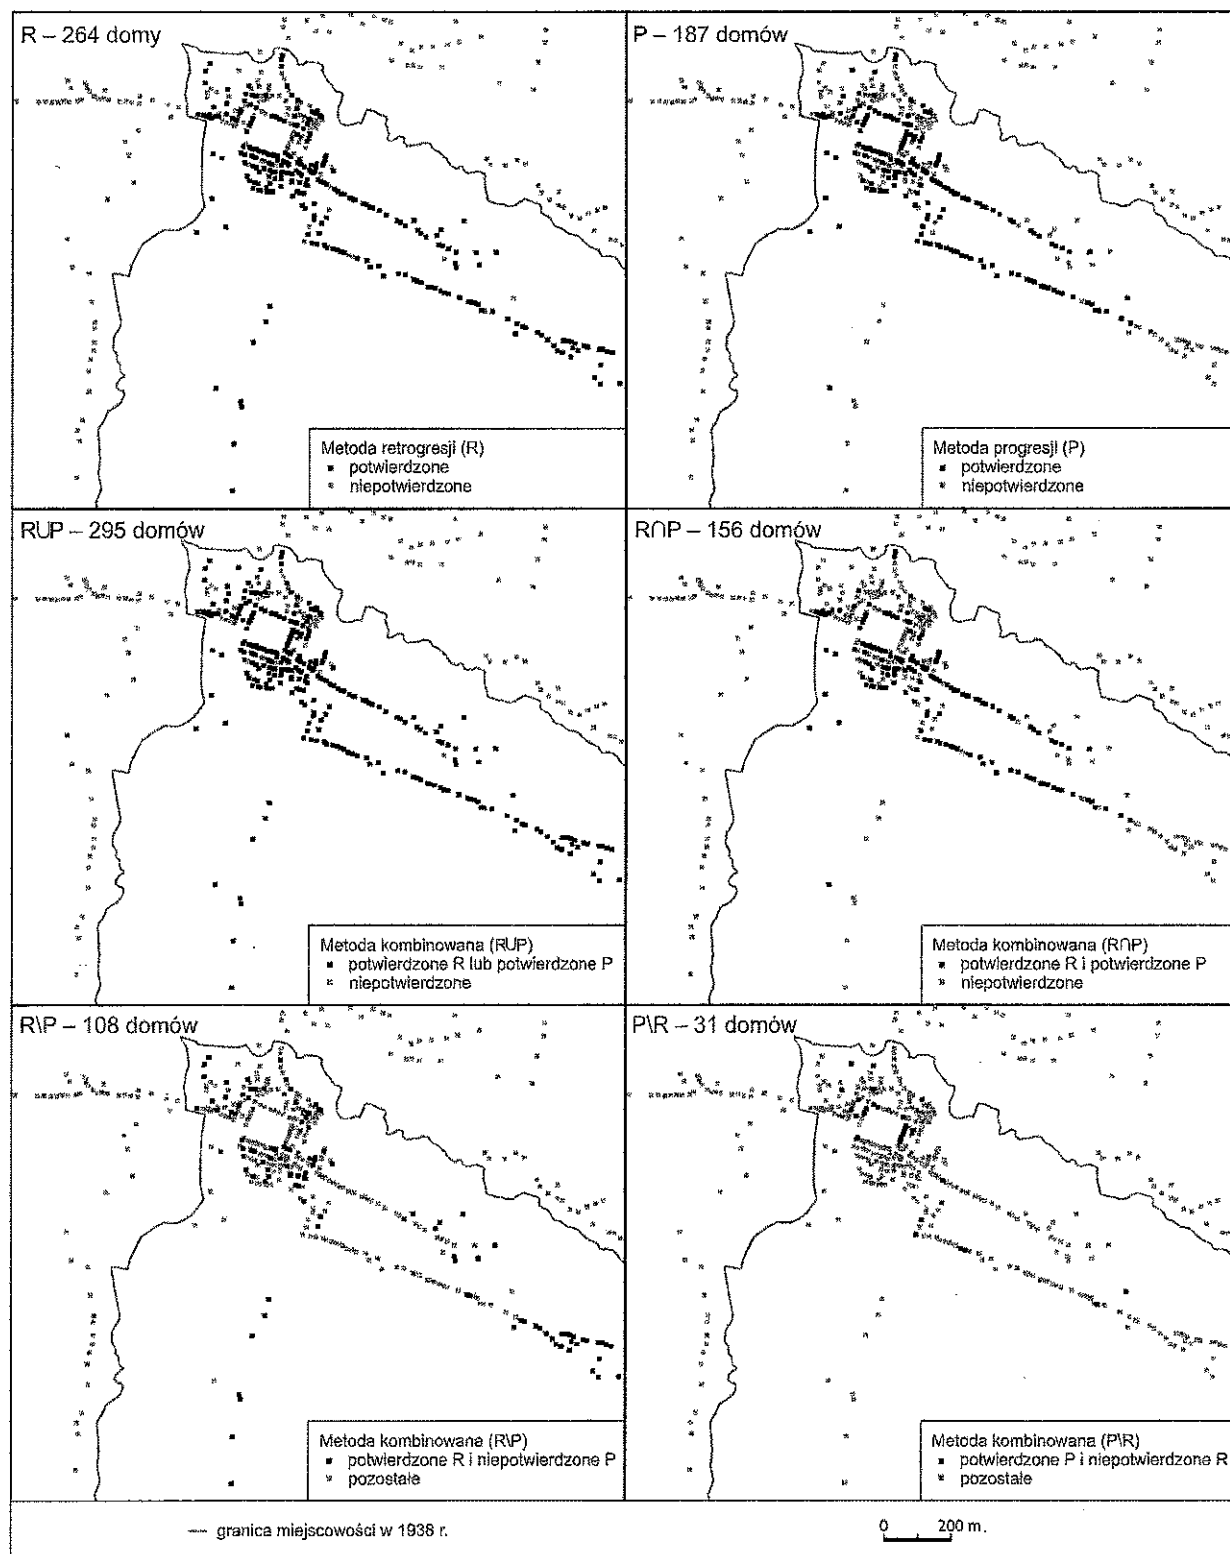 R – 264 domy
P – 187 domów
Metoda retrogresji (R)
potwierdzone
niepotwierdzone
Metoda progresji (P)
potwierdzone
niepotwierdzone
RUP – 295 domów
R∩P – 156 domów
Metoda kombinowana (RUP)
potwierdzone R lub potwierdzone P
niepotwierdzone
Metoda kombinowana (R∩P)
potwierdzone R i potwierdzone P
niepotwierdzone
R\P – 108 domów
P\R – 31 domów
Metoda kombinowana (R\P)
potwierdzone R i niepotwierdzone P
pozostałe
Metoda kombinowana (P\R)
potwierdzone P i niepotwierdzone R
pozostałe
granica miejscowości w 1938 r.
0 200 m.